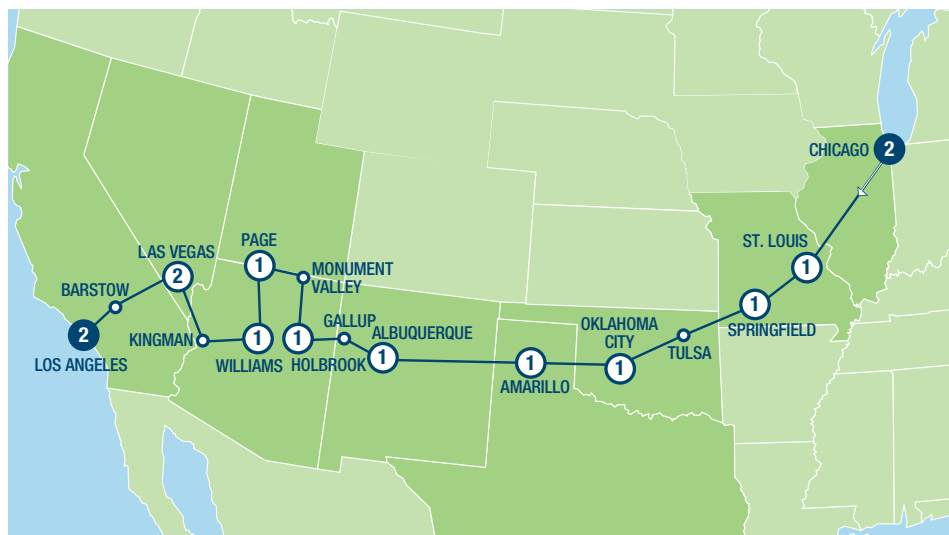 CHICAGO 2
ST. LOUIS
1
1
SPRINGFIELD
TULSA
OKLAHOMA
CITY
1
1
AMARILLO
ALBUQUERQUE
1
GALLUP
1
HOLBROOK
MONUMENT
VALLEY
PAGE
1
1
WILLIAMS
KINGMAN
LAS VEGAS
2
BARSTOW
2
LOS ANGELES